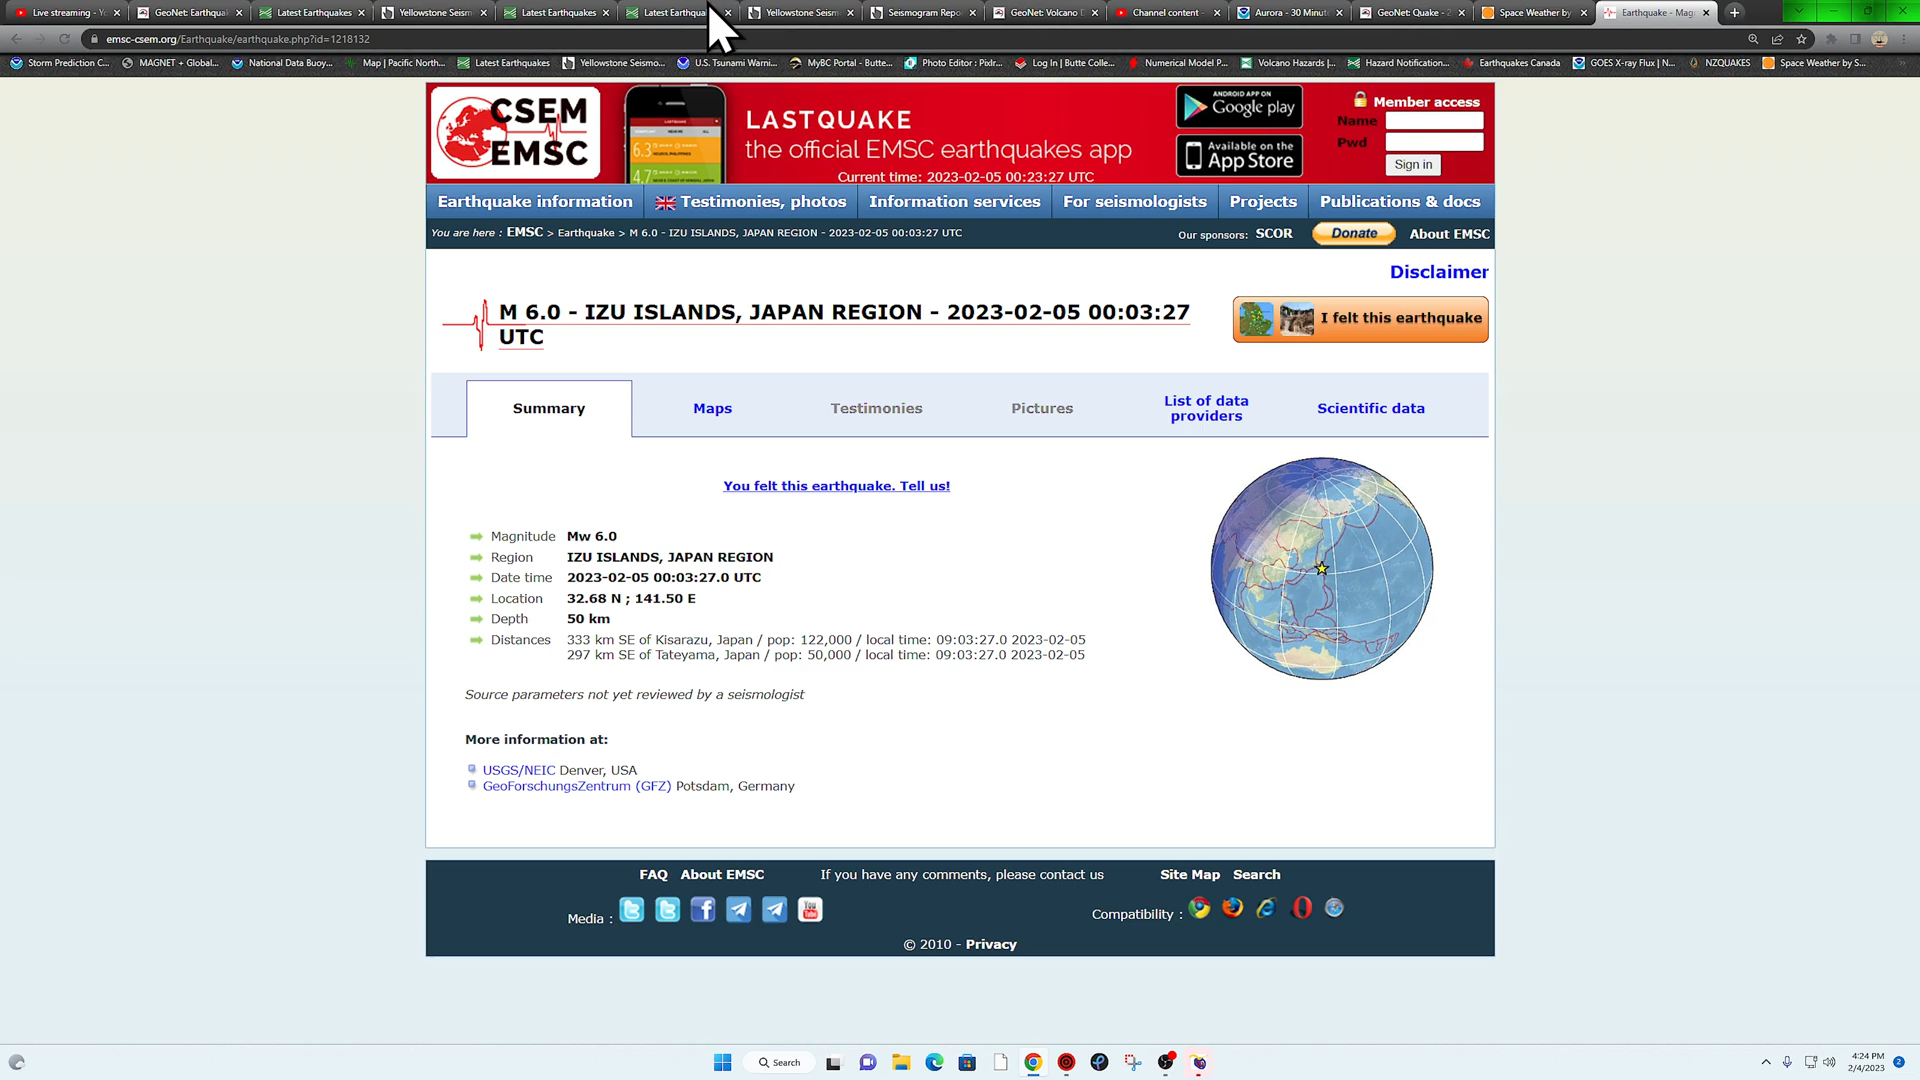 Live streaming - Yo
GeoNet: Earthqua
Latest Earthquakes
Yellowstone Seism
Latest Earthquakes
Latest Earthqua
Yellowstone Seism
Seismogram Repo
GeoNet: Volcano D
Channel content -
Aurora - 30 Minute
GeoNet: Quake - 2
Space Weather by
Earthquake - Mag
emsc-csem.org/Earthquake/earthquake.php?id=1218132
Storm Prediction C...
MAGNET + Global...
National Data Buoy...
Map | Pacific North...
Latest Earthquakes
Yellowstone Seismo...
U.S. Tsunami Warni...
MyBC Portal - Butte...
Photo Editor : Pixlr...
Log In | Butte Colle...
Numerical Model P...
Volcano Hazards |...
Hazard Notification...
Earthquakes Canada
GOES X-ray Flux | N...
NZQUAKES
Space Weather by S...
CSEM
EMSC
LASTQUAKE
6.3
4.7
LASTQUAKE
the official EMSC earthquakes app
Current time: 2023-02-05 00:23:27 UTC
ANDROID APP ON
Google play
Available on the
App Store
Member access
Name
Pwd
Sign in
Earthquake information
Testimonies, photos
Information services
For seismologists
Projects
Publications & docs
You are here : EMSC > Earthquake > M 6.0 - IZU ISLANDS, JAPAN REGION - 2023-02-05 00:03:27 UTC
Our sponsors: SCOR
Donate
About EMSC
Disclaimer
M 6.0 - IZU ISLANDS, JAPAN REGION - 2023-02-05 00:03:27
UTC
I felt this earthquake
Summary
Maps
Testimonies
Pictures
List of data
providers
Scientific data
You felt this earthquake. Tell us!
Magnitude Mw 6.0
Region IZU ISLANDS, JAPAN REGION
Date time 2023-02-05 00:03:27.0 UTC
Location 32.68 N ; 141.50 E
Depth 50 km
Distances 333 km SE of Kisarazu, Japan / pop: 122,000 / local time: 09:03:27.0 2023-02-05
297 km SE of Tateyama, Japan / pop: 50,000 / local time: 09:03:27.0 2023-02-05
Source parameters not yet reviewed by a seismologist
More information at:
USGS/NEIC Denver, USA
GeoForschungsZentrum (GFZ) Potsdam, Germany
FAQ About EMSC
If you have any comments, please contact us
Site Map Search
Media :
You Tube
Compatibility :
© 2010 - Privacy
Search
4:24 PM
2/4/2023
2